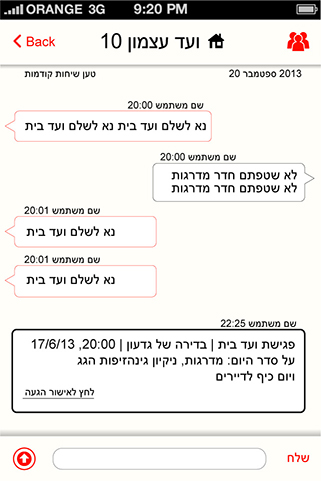 ORANGE 3G 9:20 PM
Back
ועד עצמון 10
20 ספטמבר 2013
טען שיחות קודמות
שם משתמש 20:00
נא לשלם ועד בית נא לשלם ועד בית
שם משתמש 20:00
לא שטפתם חדר מדרגות
לא שטפתם חדר מדרגות
שם משתמש 20:01
נא לשלם ועד בית
שם משתמש 20:01
נא לשלם ועד בית
שם משתמש 22:25
פגישת ועד בית | בדירה של גדעון | 20:00, 17/6/13
על סדר היום: מדרגות, ניקיון גינהזיפות הגג
ויום כיף לדיירים
לחץ לאישור הגעה
שלח